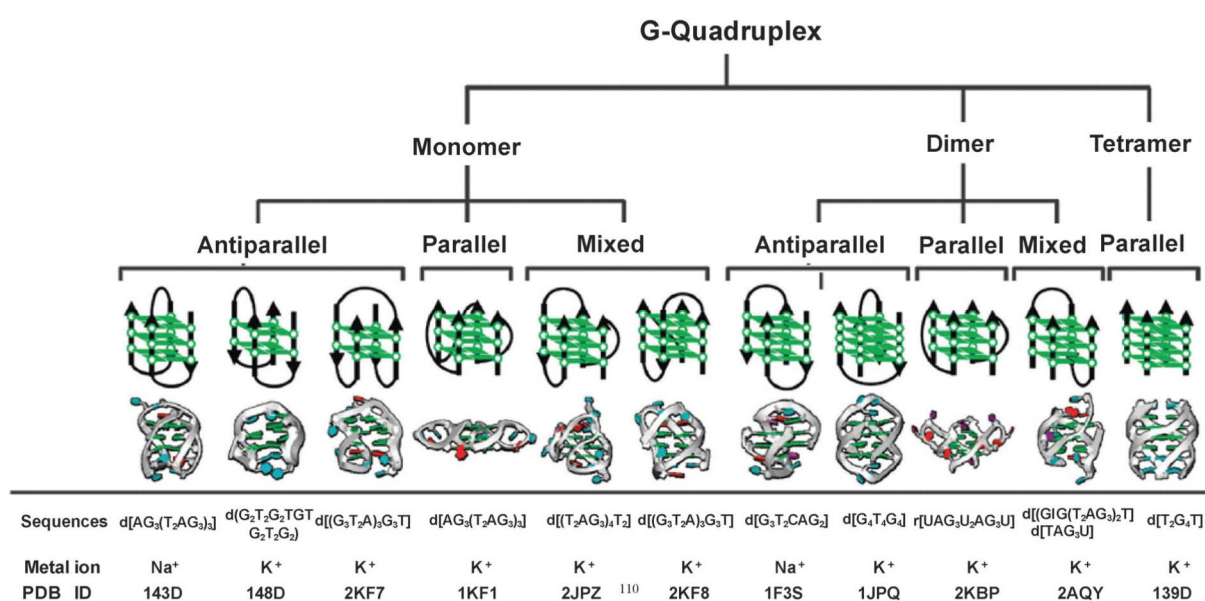 G-Quadruplex
Monomer Dimer Tetramer
Antiparallel Parallel Mixed Antiparallel Parallel Mixed Parallel
Sequences d[AG₃(T₂AG₃)₃] d(G₂T₂G₂TGT d[(G₃T₂A)₃G₃T] d[AG₃(T₂AG₃)₃] d[(T₂AG₃)₄T₂] d[(G₃T₂A)₃G₃T] d[G₃T₂CAG₂] d[G₄T₄G₄] r[UAG₃U₂AG₃U] d[(GIG(T₂AG₃)₂T] d[T₂G₄T]
G₂T₂G₂) d[TAG₃U]
Metal ion Na⁺ K⁺ K⁺ K⁺ K⁺ K⁺ Na⁺ K⁺ K⁺ K⁺ K⁺
PDB ID 143D 148D 2KF7 1KF1 2JPZ 110 2KF8 1F3S 1JPQ 2KBP 2AQY 139D